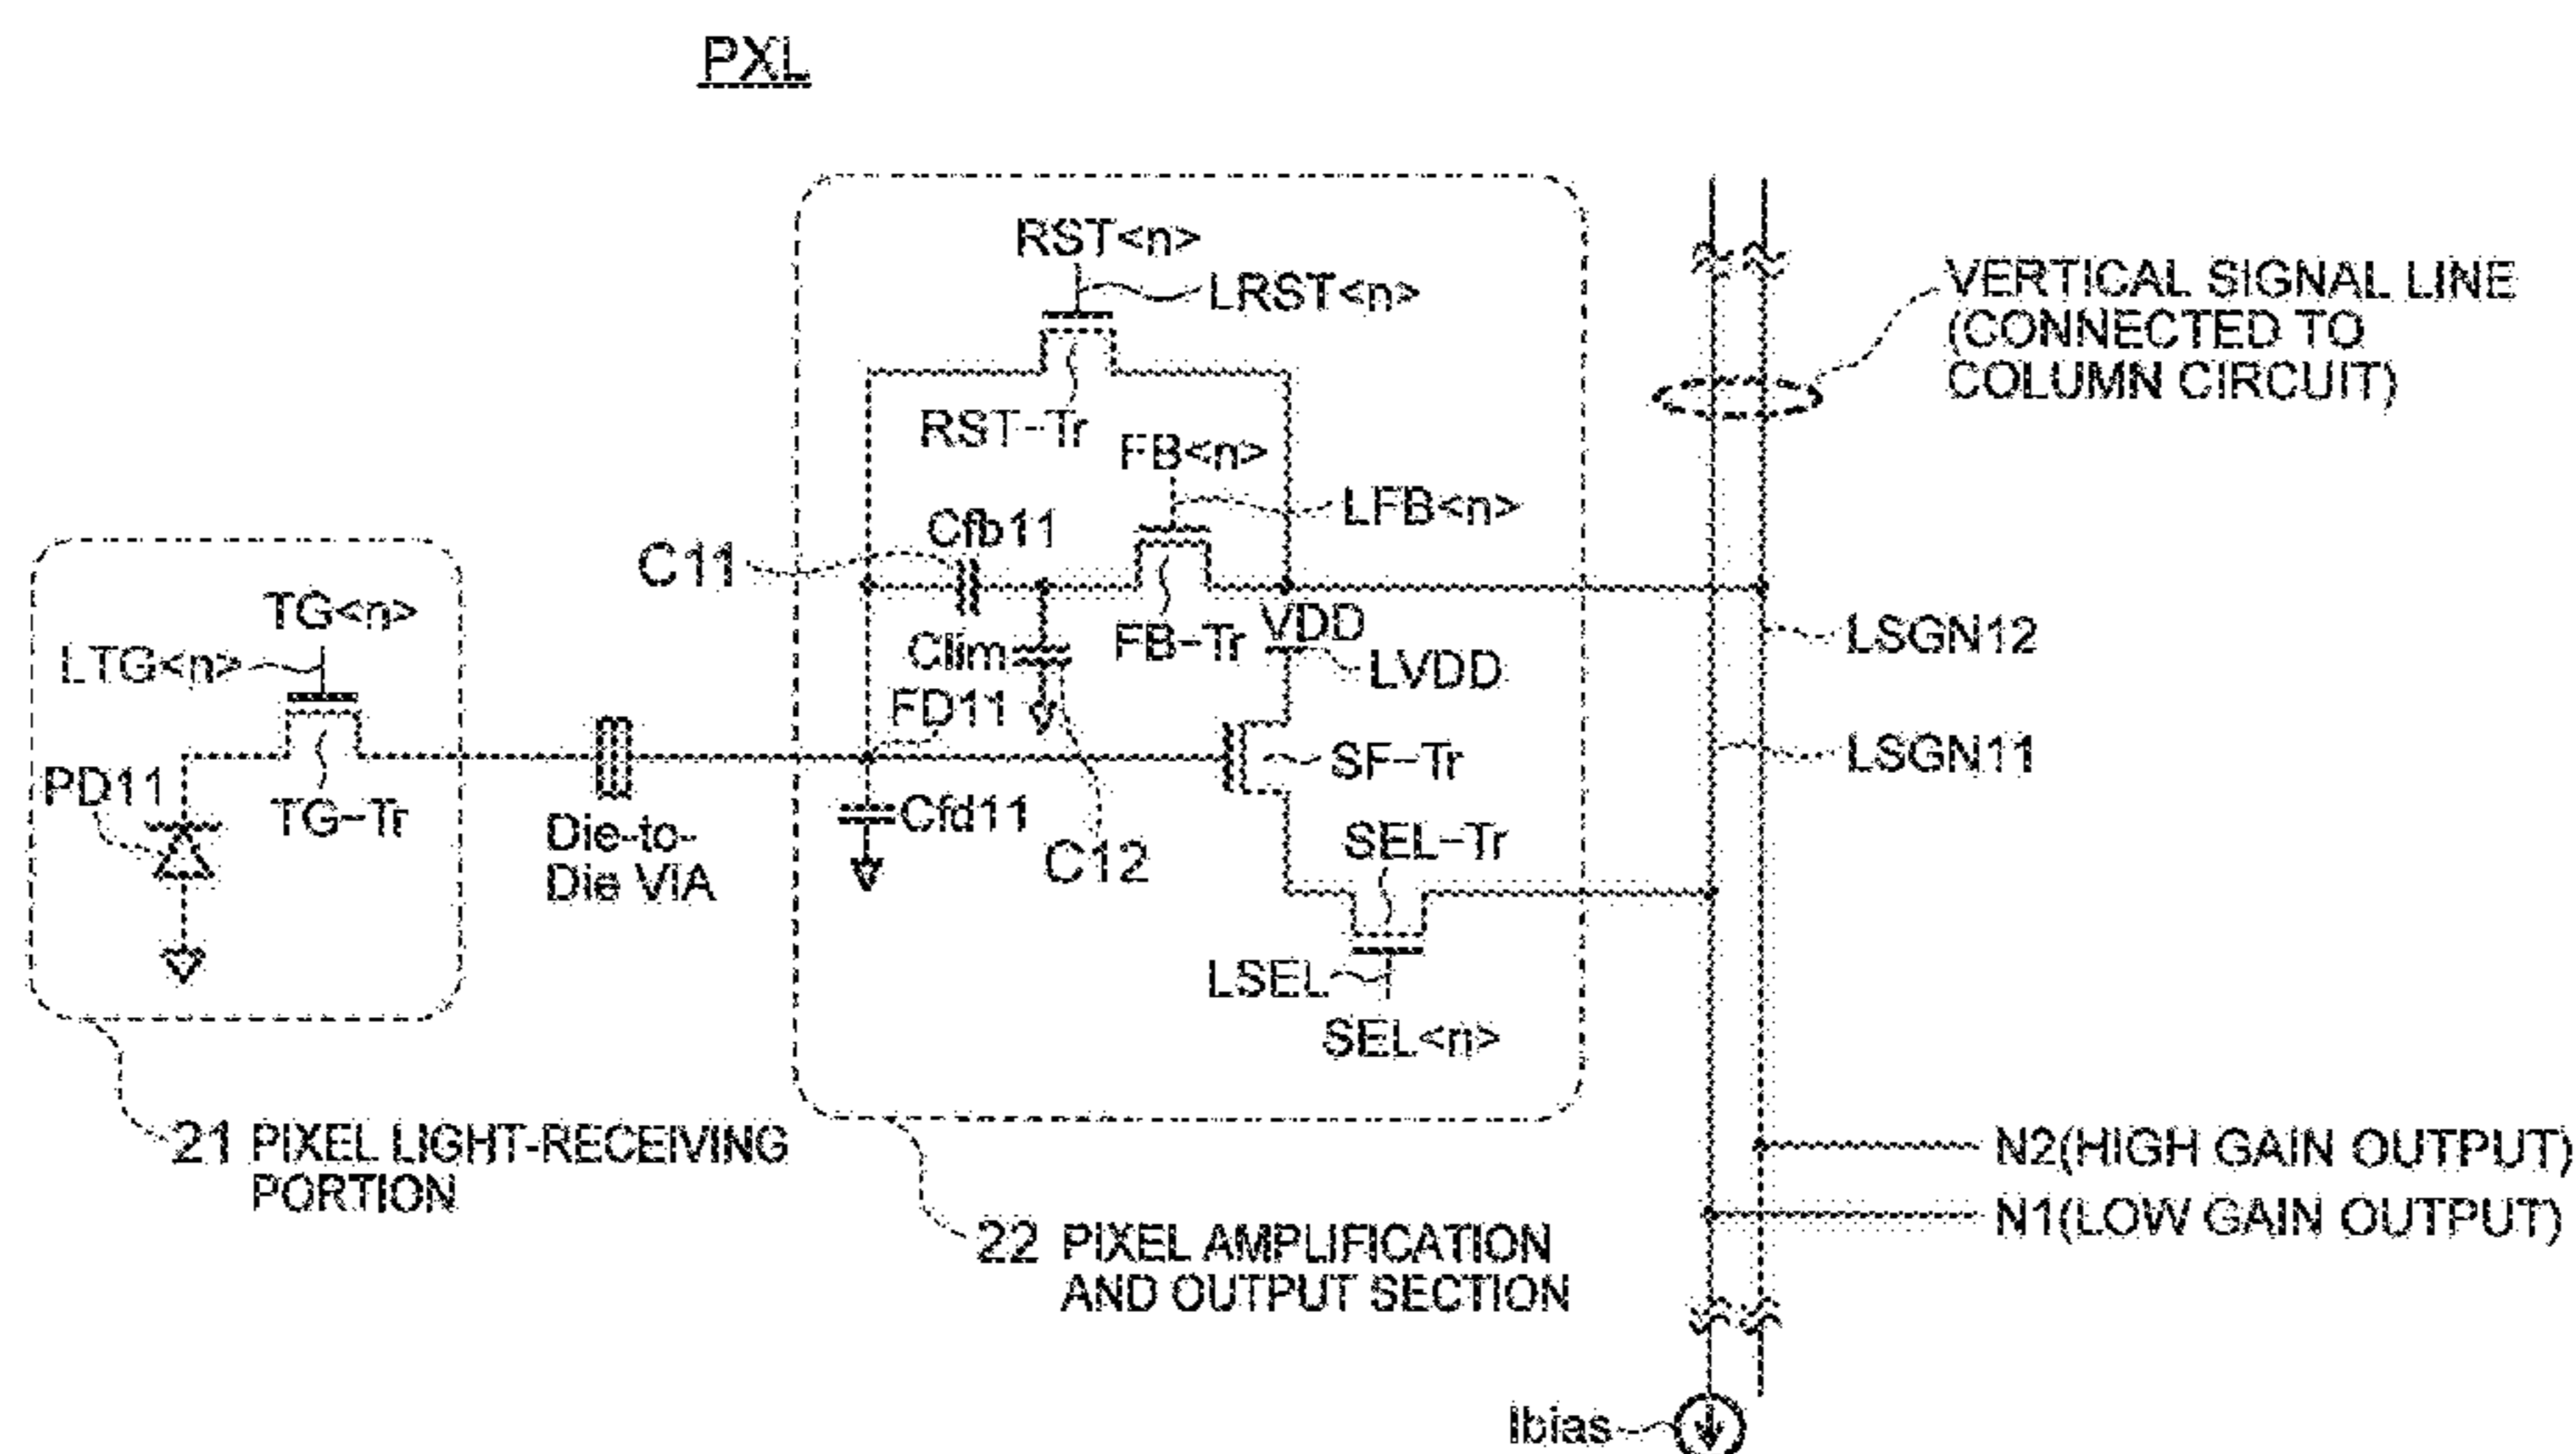 PXL
RST<n>
LRST<n>
RST-Tr
FB<n>
LFB<n>
Cfb11
C11
FB-Tr
VDD
LVDD
Clim
FD11
SF-Tr
Cfd11
C12
SEL-Tr
LSEL
SEL<n>
TG<n>
LTG<n>
PD11
TG-Tr
Die-to-
Die VIA
VERTICAL SIGNAL LINE
(CONNECTED TO
COLUMN CIRCUIT)
LSGN12
LSGN11
21 PIXEL LIGHT-RECEIVING
PORTION
22 PIXEL AMPLIFICATION
AND OUTPUT SECTION
N2(HIGH GAIN OUTPUT)
N1(LOW GAIN OUTPUT)
Ibias